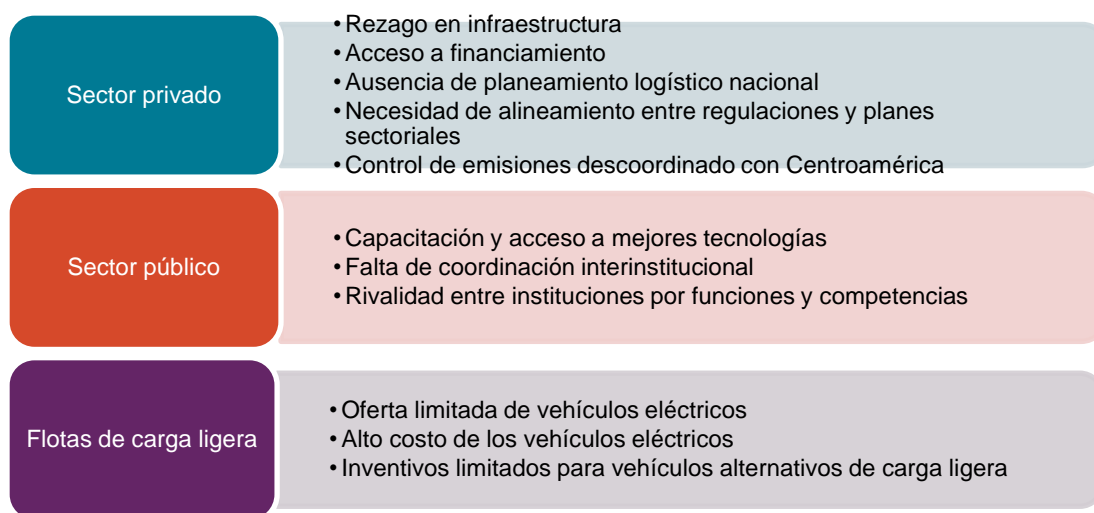 Sector privado
• Rezago en infraestructura
• Acceso a financiamiento
• Ausencia de planeamiento logístico nacional
• Necesidad de alineamiento entre regulaciones y planes
sectoriales
• Control de emisiones descoordinado con Centroamérica
Sector público
• Capacitación y acceso a mejores tecnologías
• Falta de coordinación interinstitucional
• Rivalidad entre instituciones por funciones y competencias
Flotas de carga ligera
• Oferta limitada de vehículos eléctricos
• Alto costo de los vehículos eléctricos
• Inventivos limitados para vehículos alternativos de carga ligera